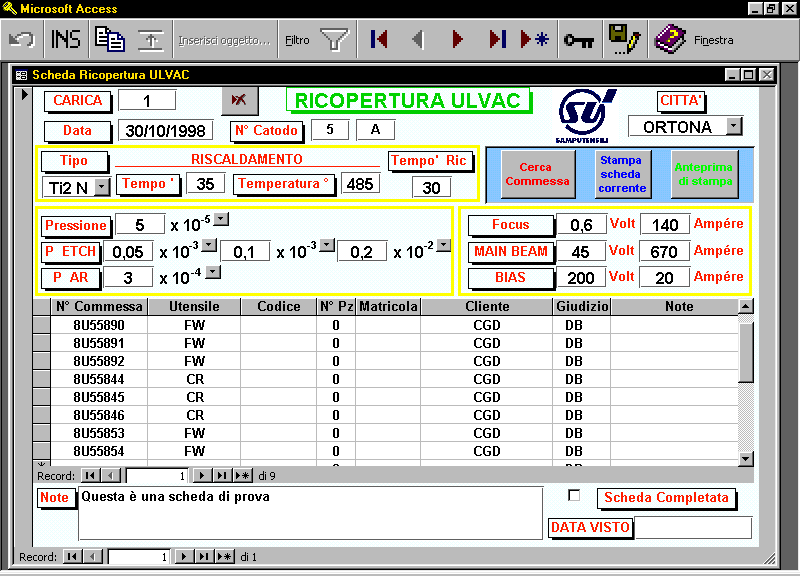 Microsoft Access
INS Inserisci oggetto... Filtro Finestra
Scheda Ricopertura ULVAC
CARICA 1 RICOPERTURA ULVAC CITTA'
Data 30/10/1998 N° Catodo 5 A SU SAMPUTENSILI ORTONA
Tipo RISCALDAMENTO Tempo' Ric
Ti2 N Tempo ' 35 Temperatura ° 485 30
Cerca Commessa
Stampa scheda corrente
Anteprima di stampa
Pressione 5 x 10-5
P ETCH 0,05 x 10-3 0,1 x 10-3 0,2 x 10-2
P AR 3 x 10-4
Focus 0,6 Volt 140 Ampére
MAIN BEAM 45 Volt 670 Ampére
BIAS 200 Volt 20 Ampére
N° Commessa Utensile Codice N° Pz Matricola Cliente Giudizio Note
8U55890 FW 0 CGD DB
8U55891 FW 0 CGD DB
8U55892 FW 0 CGD DB
8U55844 CR 0 CGD DB
8U55845 CR 0 CGD DB
8U55846 CR 0 CGD DB
8U55853 FW 0 CGD DB
8U55854 FW 0 CGD DB
Record: 1 di 9
Note Questa è una scheda di prova Scheda Completata
DATA VISTO
Record: 1 di 1